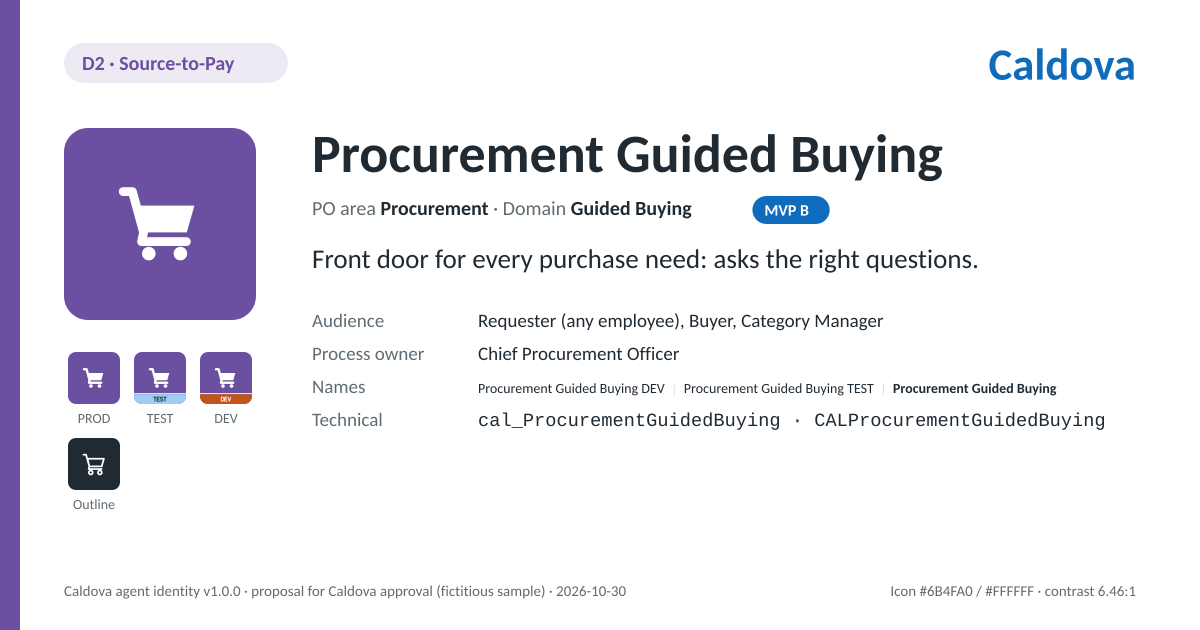 D2 · Source-to-Pay
Caldova
Procurement Guided Buying
PO area Procurement · Domain Guided Buying
MVP B
Front door for every purchase need: asks the right questions.
Audience Requester (any employee), Buyer, Category Manager
Process owner Chief Procurement Officer
Names Procurement Guided Buying DEV | Procurement Guided Buying TEST | Procurement Guided Buying
Technical cal_ProcurementGuidedBuying · CALProcurementGuidedBuying
TEST DEV
PROD TEST DEV
Outline
Caldova agent identity v1.0.0 · proposal for Caldova approval (fictitious sample) · 2026-10-30
Icon #6B4FA0 / #FFFFFF · contrast 6.46:1